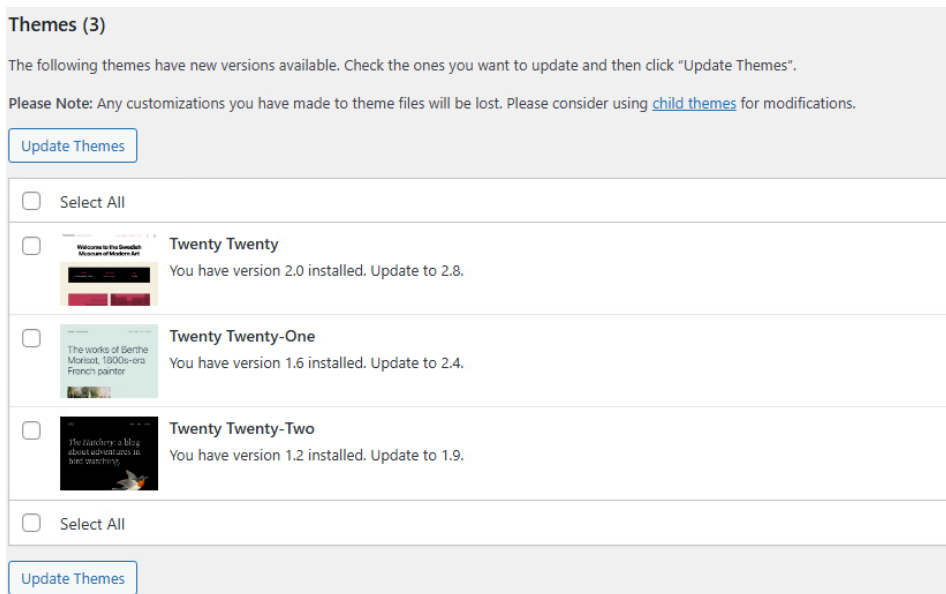 Themes (3)
The following themes have new versions available. Check the ones you want to update and then click “Update Themes”.
Please Note: Any customizations you have made to theme files will be lost. Please consider using child themes for modifications.
Update Themes
Select All
Welcome to the Swedish
Museum of Modern Art
Twenty Twenty
You have version 2.0 installed. Update to 2.8.
The works of Berthe
Morisot, 1800s-era
French painter
Twenty Twenty-One
You have version 1.6 installed. Update to 2.4.
The Hatchery: a blog
about adventures in
bird watching.
Twenty Twenty-Two
You have version 1.2 installed. Update to 1.9.
Select All
Update Themes